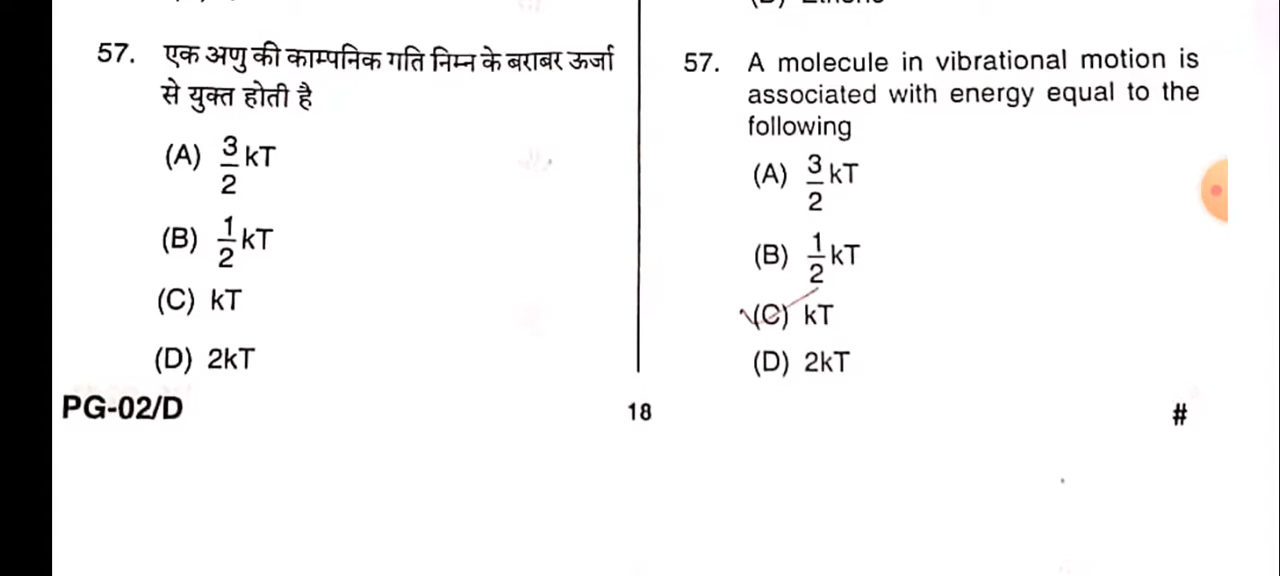 57. एक अणु की काम्पनिक गति निम्न के बराबर ऊर्जा
से युक्त होती है
(A) 3/2 kT
(B) 1/2 kT
(C) kT
(D) 2kT
57. A molecule in vibrational motion is
associated with energy equal to the
following
(A) 3/2 kT
(B) 1/2 kT
(C) kT
(D) 2kT
PG-02/D
18
#